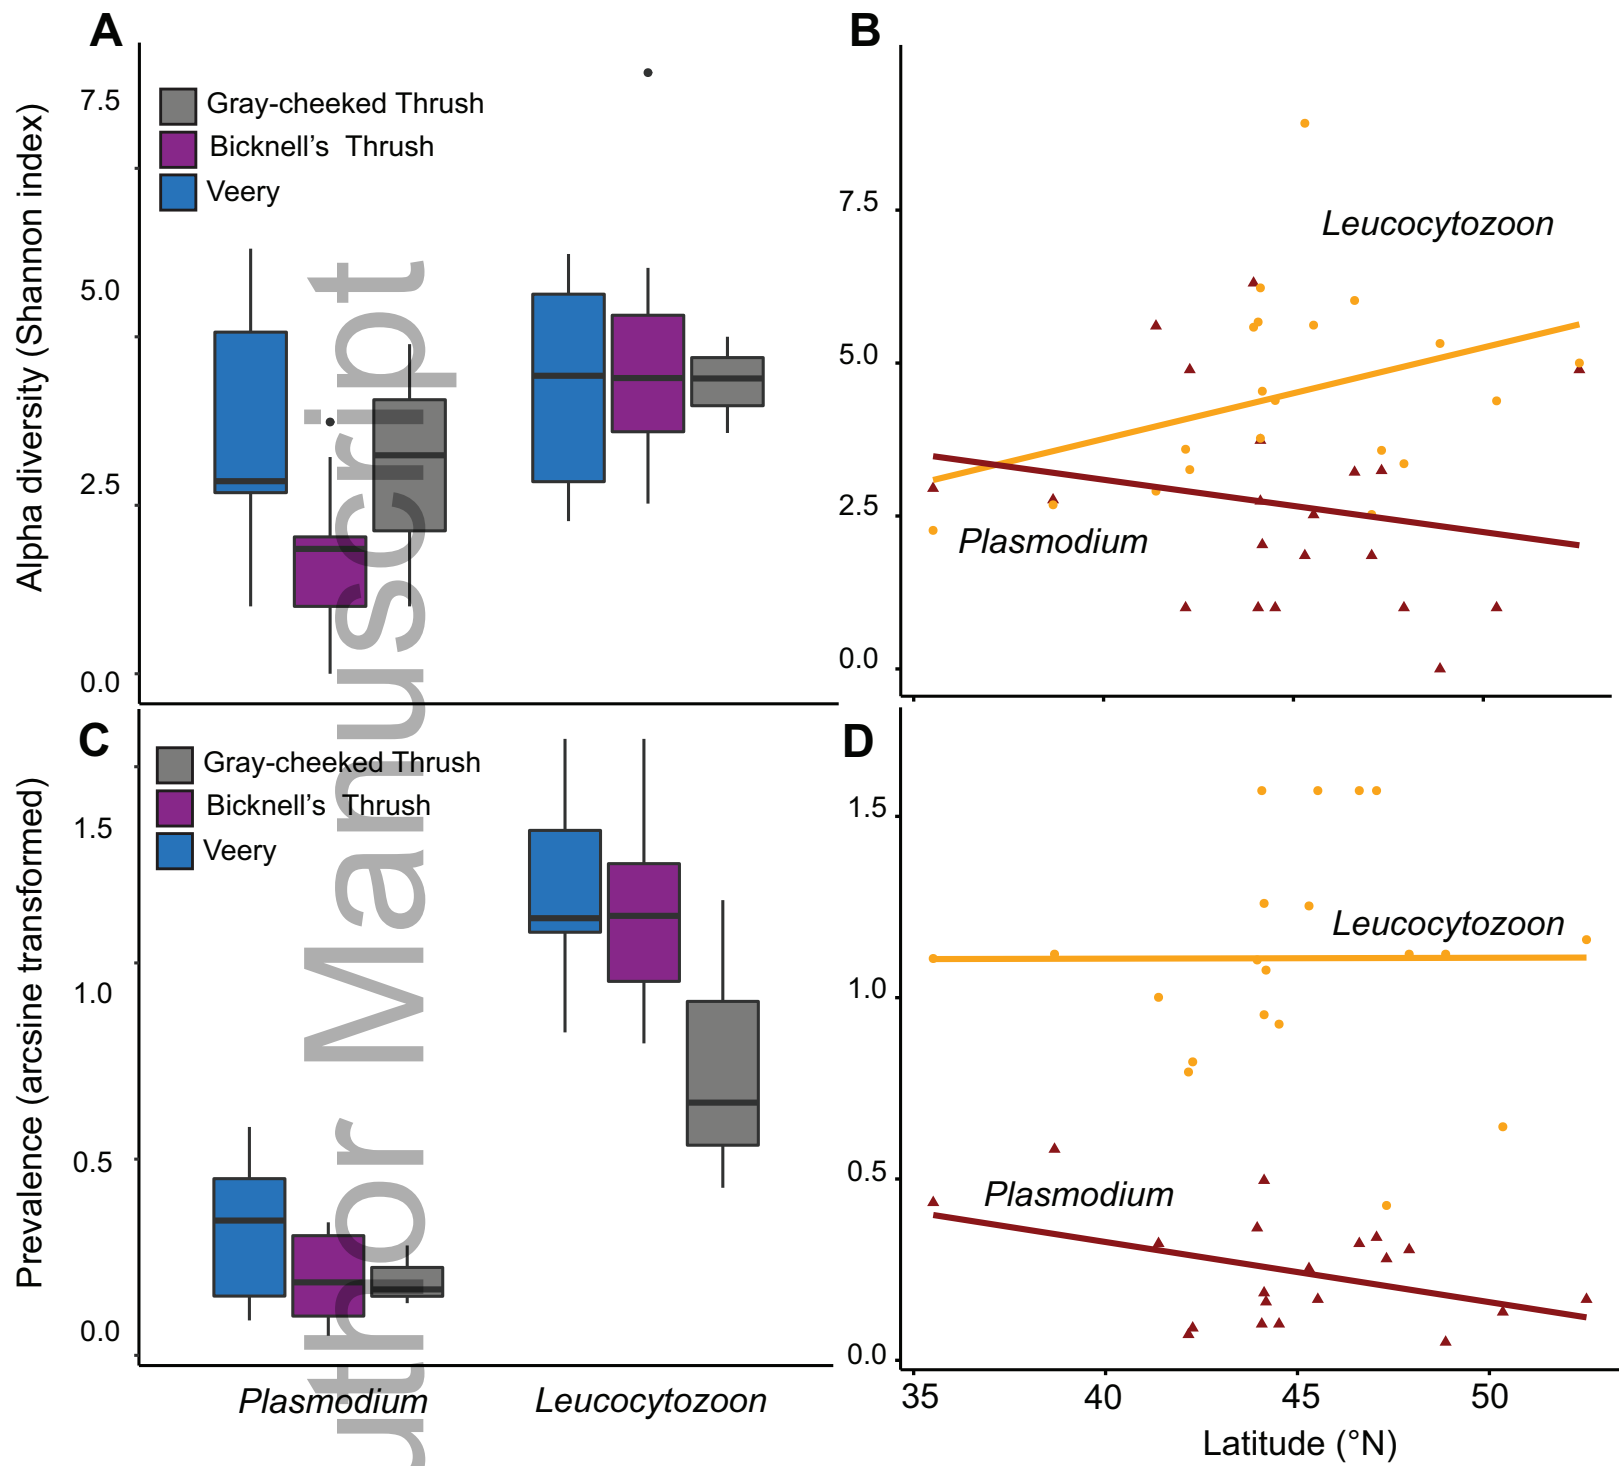 A
Alpha diversity (Shannon index)
7.5
5.0
2.5
0.0
Gray-cheeked Thrush
Bicknell's Thrush
Veery
B
7.5
5.0
2.5
0.0
Leucocytozoon
Plasmodium
C
Prevalence (arcsine transformed)
1.5
1.0
0.5
0.0
Gray-cheeked Thrush
Bicknell's Thrush
Veery
Plasmodium
Leucocytozoon
D
1.5
1.0
0.5
0.0
Leucocytozoon
Plasmodium
35
40
45
50
Latitude (°N)
uthor Manuscript